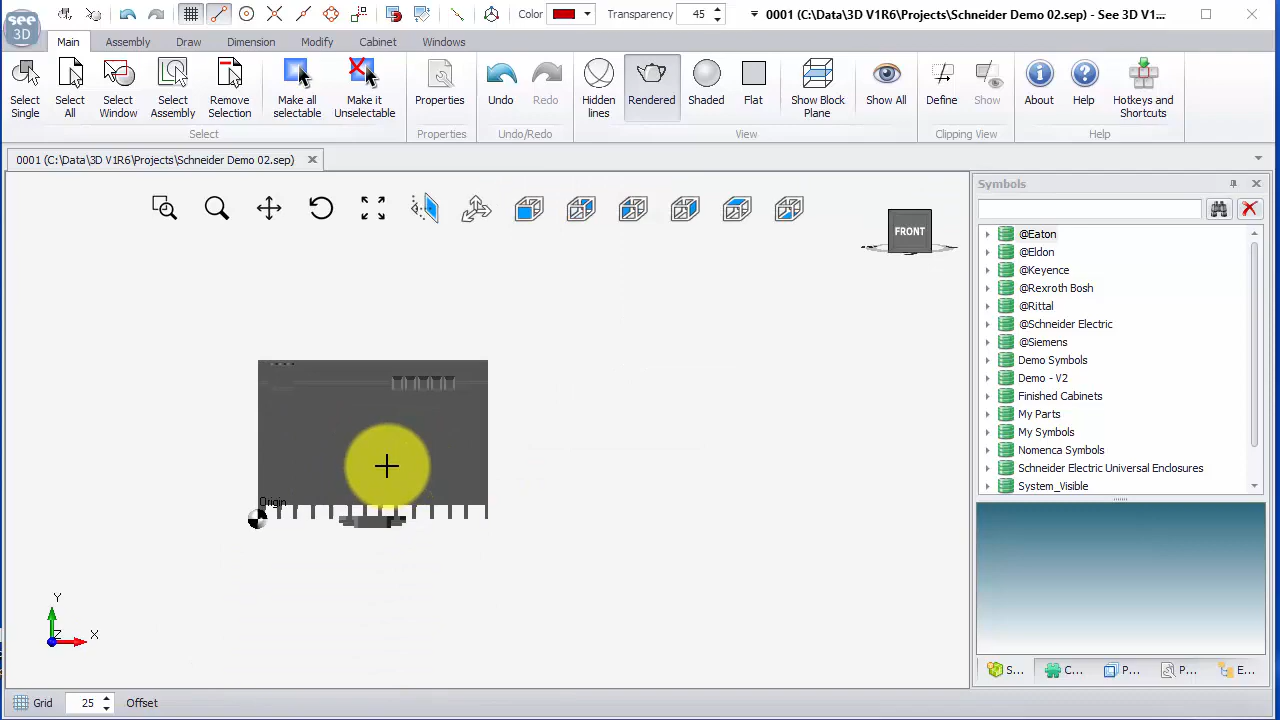 see
3D
Color
Transparency
45
0001 (C:\Data\3D V1R6\Projects\Schneider Demo 02.sep) - See 3D V1...
Main
Assembly
Draw
Dimension
Modify
Cabinet
Windows
Select
Single
Select
All
Select
Window
Select
Assembly
Remove
Selection
Make all
selectable
Make it
Unselectable
Properties
Undo
Redo
Hidden
lines
Rendered
Shaded
Flat
Show Block
Plane
Show All
Define
Show
About
Help
Hotkeys and
Shortcuts
Select
Properties
Undo/Redo
View
Clipping View
Help
0001 (C:\Data\3D V1R6\Projects\Schneider Demo 02.sep)
Symbols
FRONT
@Eaton
@Eldon
@Keyence
@Rexroth Bosh
@Rittal
@Schneider Electric
@Siemens
Demo Symbols
Demo - V2
Finished Cabinets
My Parts
My Symbols
Nomenca Symbols
Schneider Electric Universal Enclosures
System_Visible
Origin
Y
Z
X
S...
C...
P...
P...
E...
Grid
25
Offset